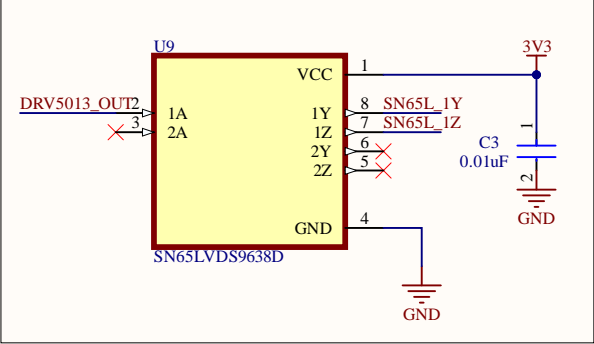 U9
3V3
VCC 1
DRV5013_OUT 2 1A 1Y 8 SN65L_1Y
3 2A 1Z 7 SN65L_1Z
2Y 6
2Z 5
1
C3
0.01uF
2
GND 4
GND
SN65LVDS9638D
GND